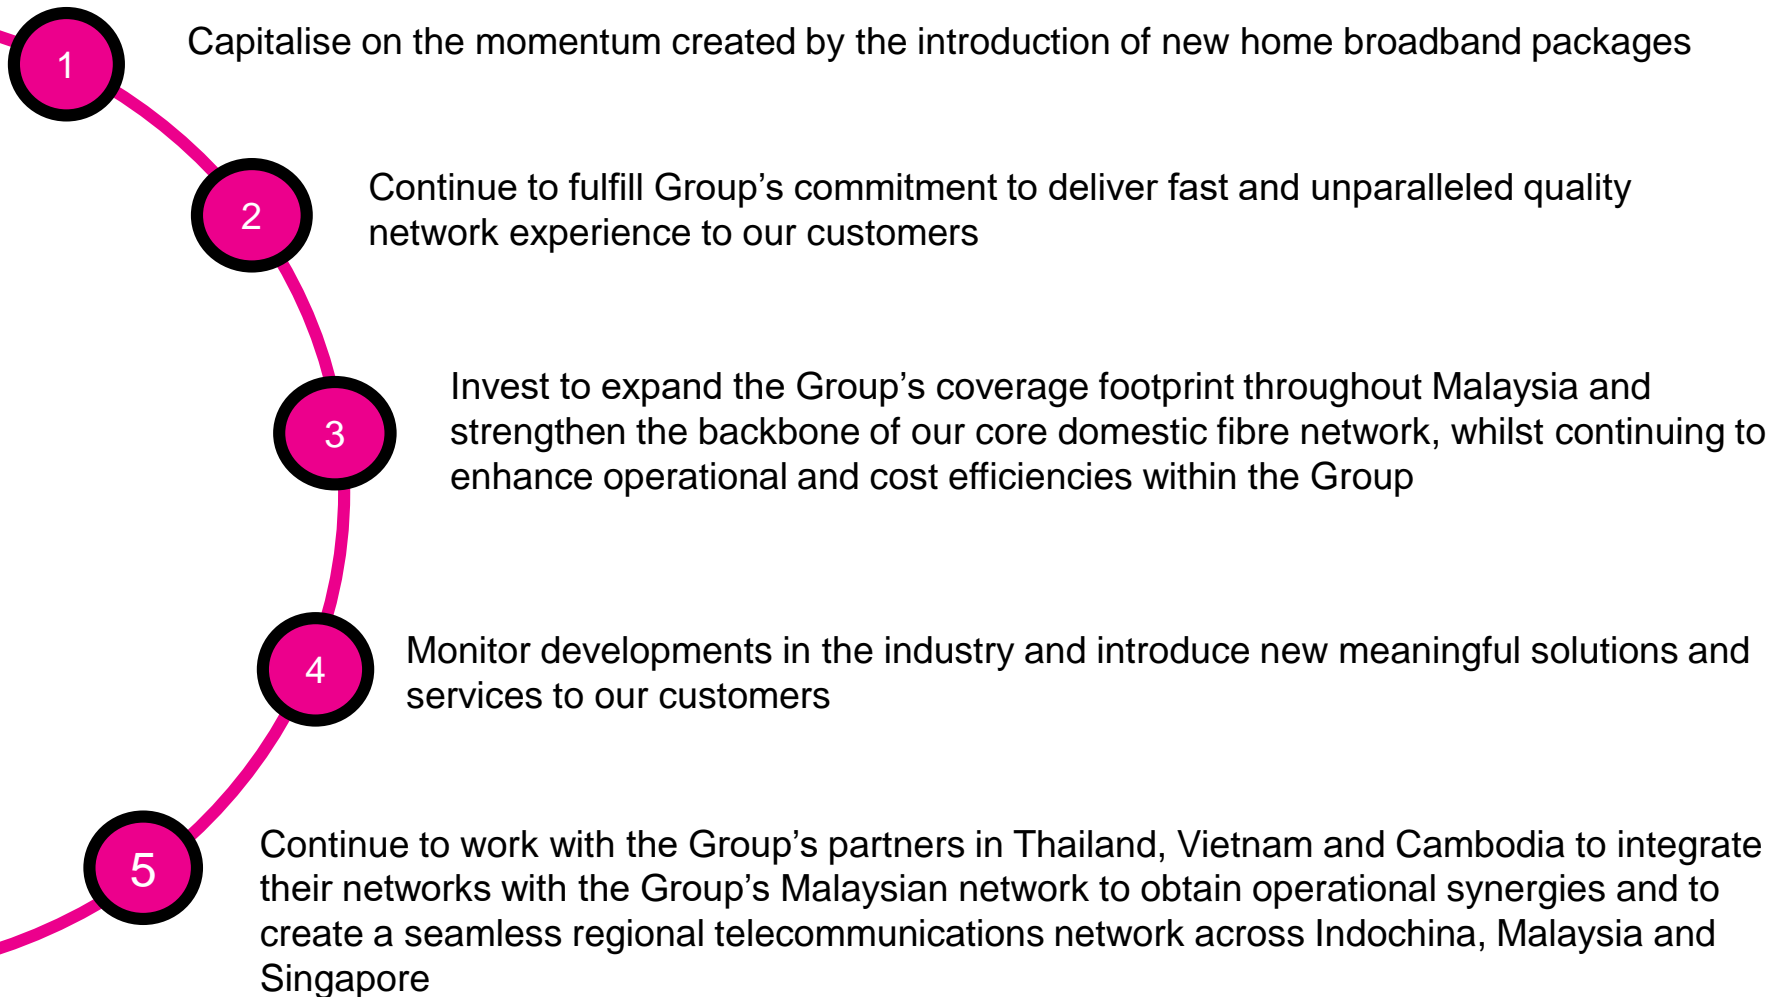 1
Capitalise on the momentum created by the introduction of new home broadband packages
2
Continue to fulfill Group’s commitment to deliver fast and unparalleled quality
network experience to our customers
3
Invest to expand the Group’s coverage footprint throughout Malaysia and
strengthen the backbone of our core domestic fibre network, whilst continuing to
enhance operational and cost efficiencies within the Group
4
Monitor developments in the industry and introduce new meaningful solutions and
services to our customers
5
Continue to work with the Group’s partners in Thailand, Vietnam and Cambodia to integrate
their networks with the Group’s Malaysian network to obtain operational synergies and to
create a seamless regional telecommunications network across Indochina, Malaysia and
Singapore